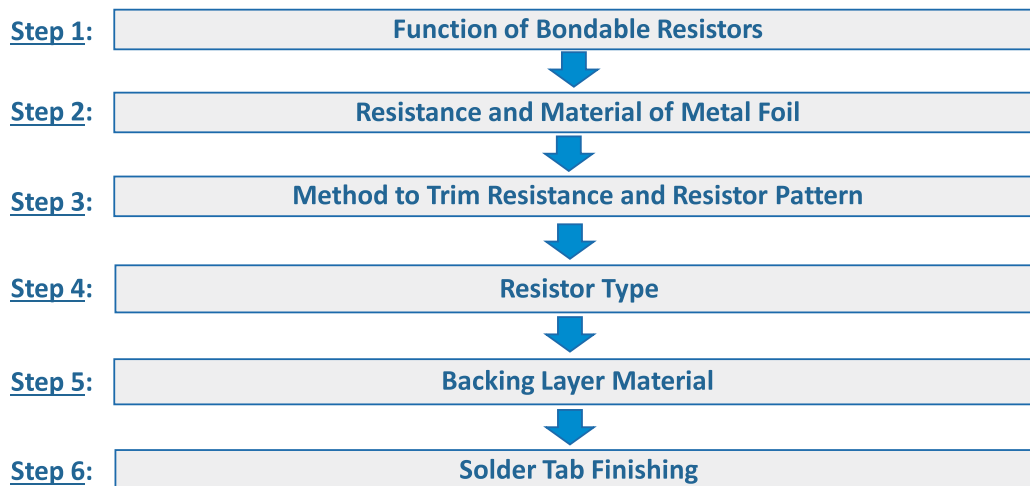 Step 1: Function of Bondable Resistors
Step 2: Resistance and Material of Metal Foil
Step 3: Method to Trim Resistance and Resistor Pattern
Step 4: Resistor Type
Step 5: Backing Layer Material
Step 6: Solder Tab Finishing